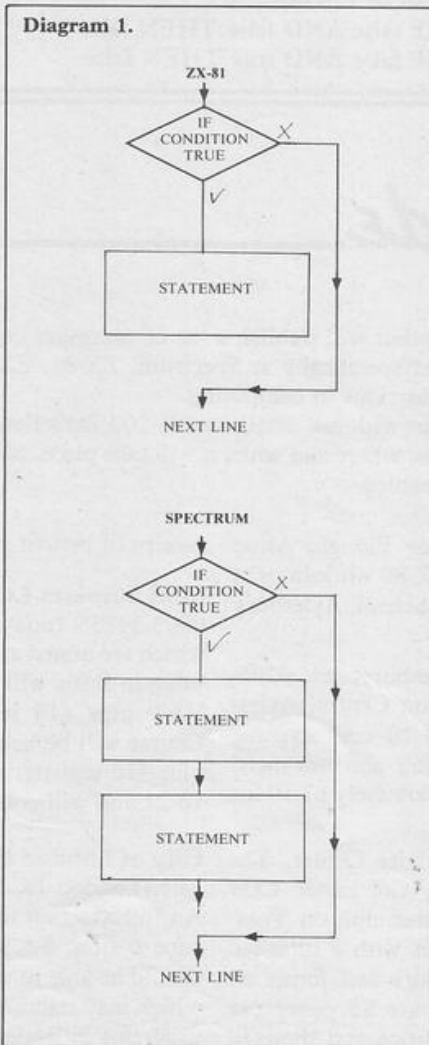 Diagram 1.
ZX-81
IF
CONDITION
TRUE
X
✓
STATEMENT
NEXT LINE
SPECTRUM
IF
CONDITION
TRUE
X
✓
STATEMENT
STATEMENT
NEXT LINE